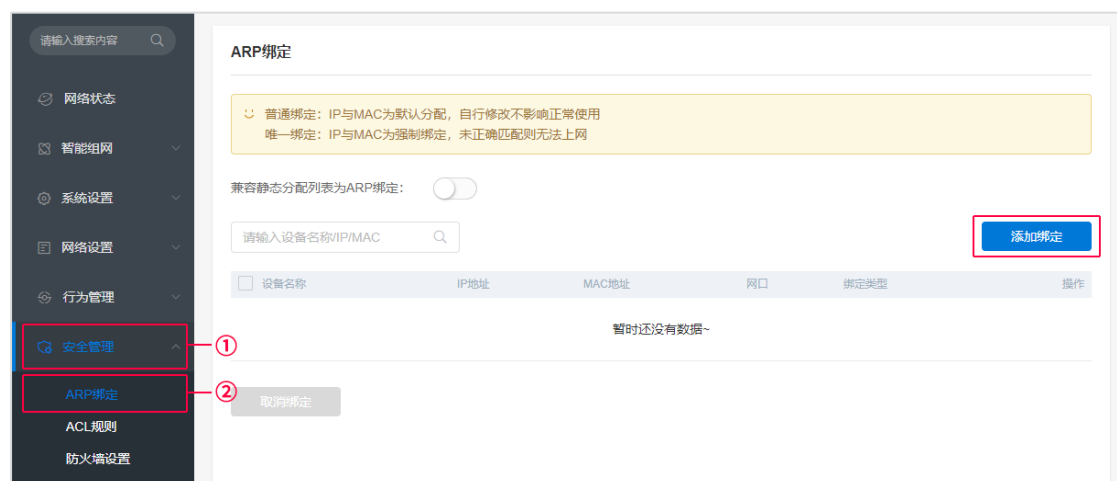 请输入搜索内容
网络状态
智能组网
系统设置
网络设置
行为管理
安全管理
①
ARP绑定
②
ACL规则
防火墙设置
ARP绑定
普通绑定：IP与MAC为默认分配，自行修改不影响正常使用
唯一绑定：IP与MAC为强制绑定，未正确匹配则无法上网
兼容静态分配列表为ARP绑定：
请输入设备名称/IP/MAC
添加绑定
设备名称 IP地址 MAC地址 网口 绑定类型 操作
暂时还没有数据~
取消绑定